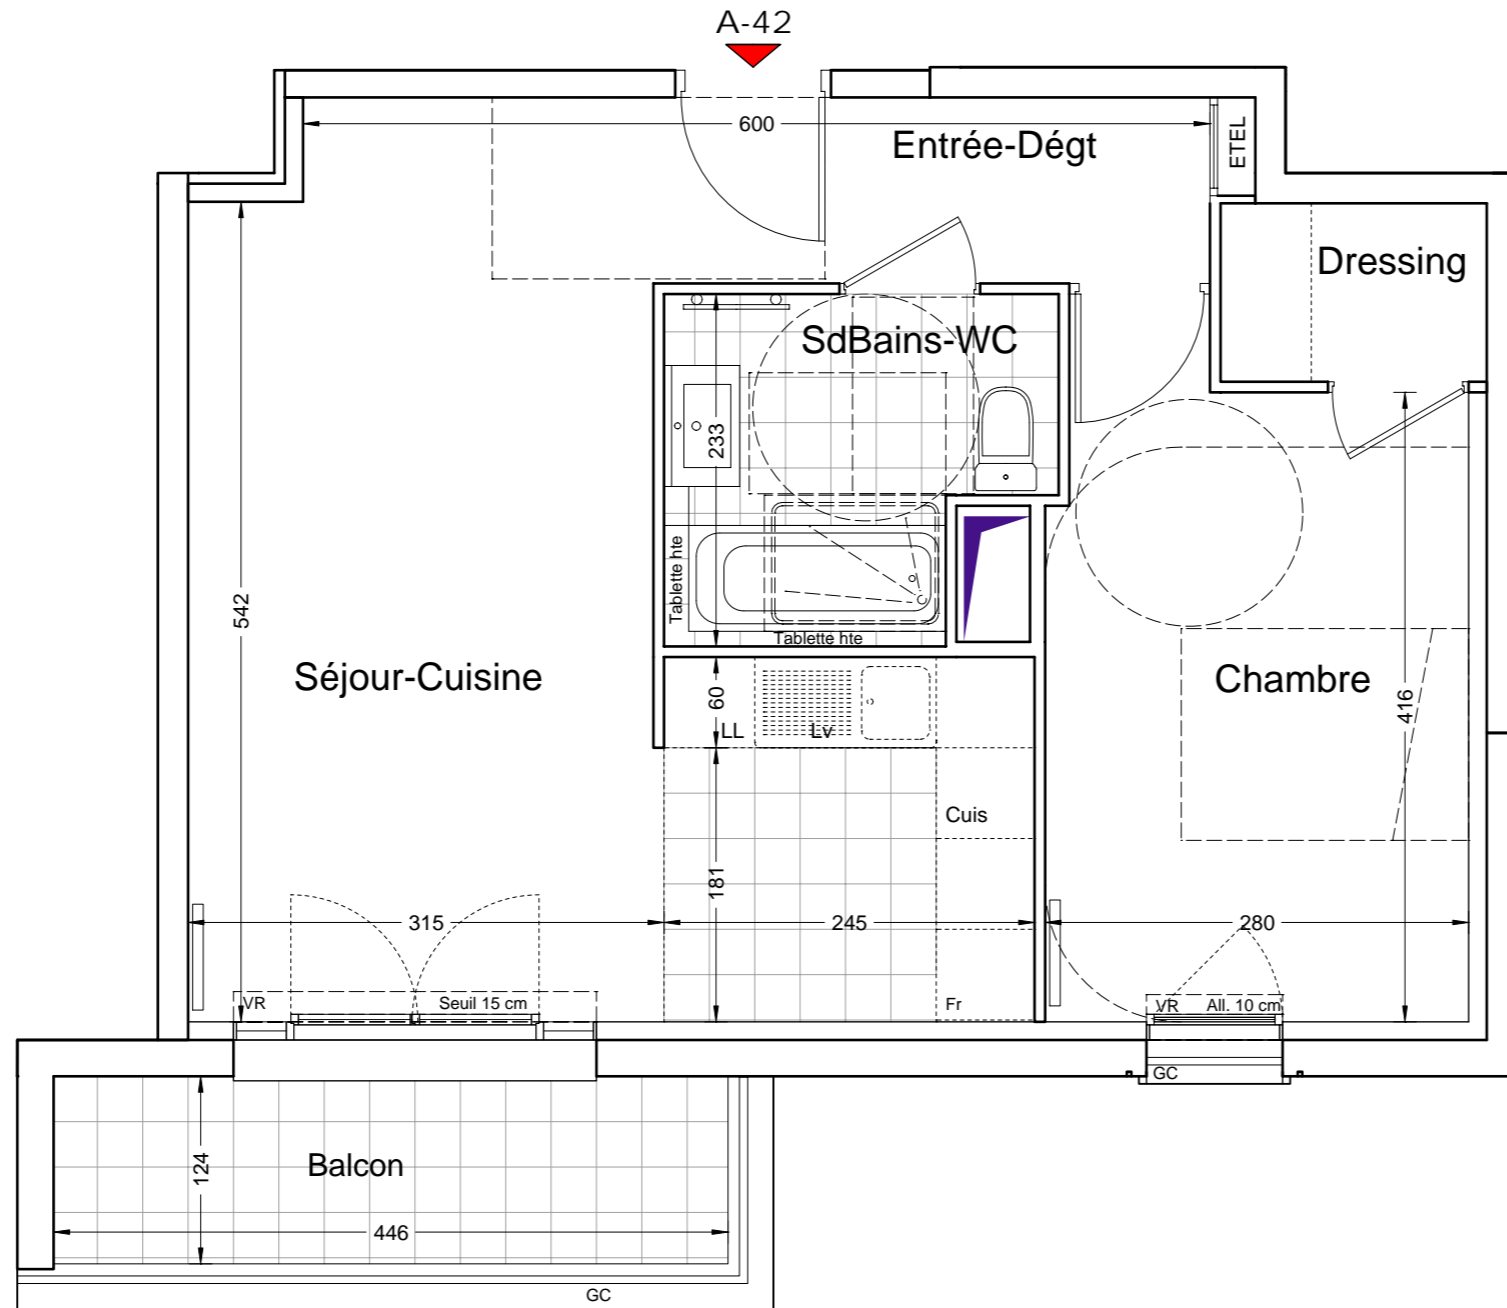 A-42
600
Entrée-Dégt
ETEL
Dressing
SdBains-WC
233
542
Tablette hte
Tablette hte
Séjour-Cuisine
60
LL
Lv
Chambre
416
Cuis
181
315
245
280
VR
Seuil 15 cm
Fr
VR
All. 10 cm
GC
124
Balcon
446
GC